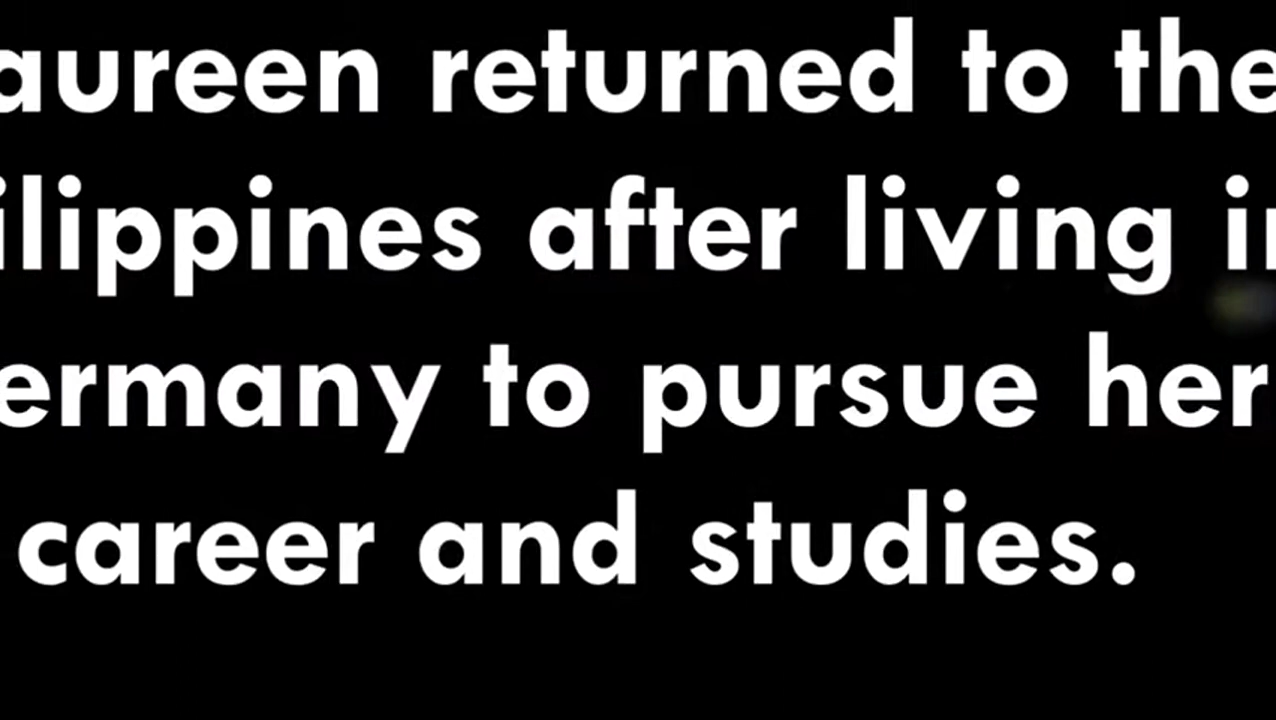 aureen returned to the
ilippines after living in
ermany to pursue her
career and studies.